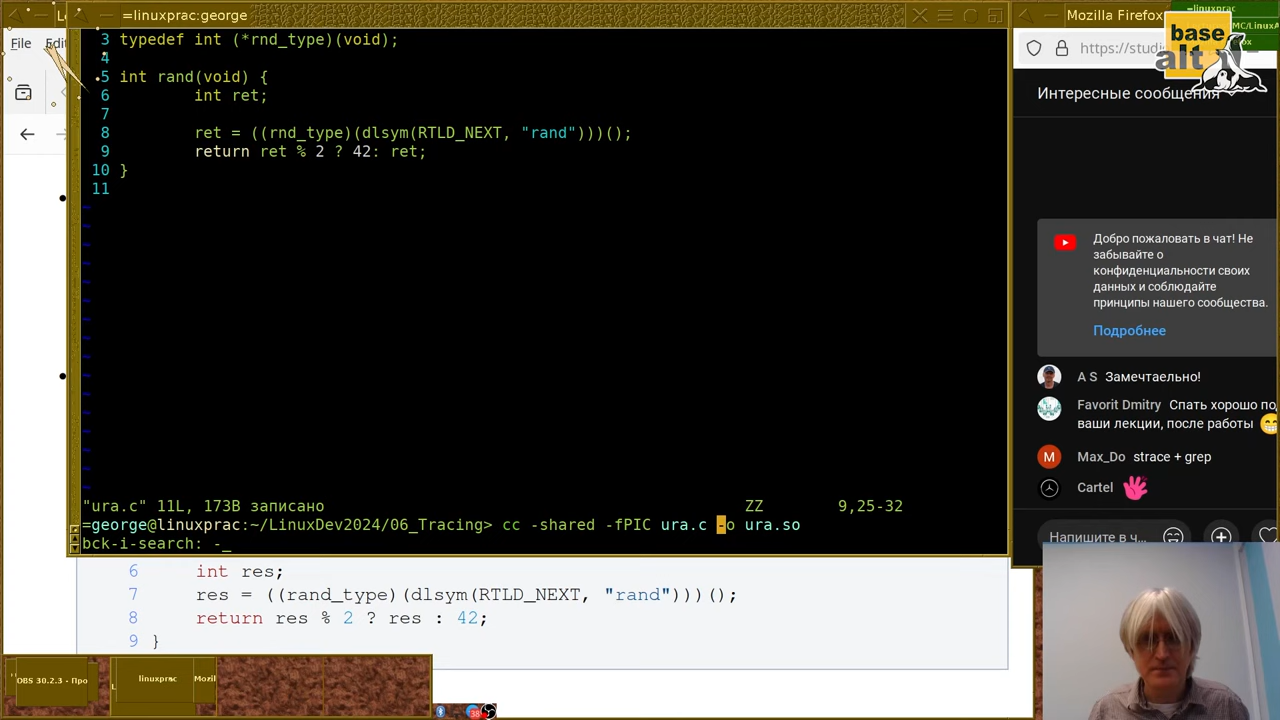 =linuxprac:george
Mozilla Firefox
=linuxprac
base
alt
File
Edit
https://studi
Интересные сообщения
3 typedef int (*rnd_type)(void);
4
5 int rand(void) {
6 int ret;
7
8 ret = ((rnd_type)(dlsym(RTLD_NEXT, "rand")))();
9 return ret % 2 ? 42: ret;
10 }
11
Добро пожаловать в чат! Не
забывайте о
конфиденциальности своих
данных и соблюдайте
принципы нашего сообщества.
Подробнее
A S Замечтаельно!
Favorit Dmitry Спать хорошо по
ваши лекции, после работы
Max_Do strace + grep
Cartel
Напишите в ч...
"ura.c" 11L, 173B записано ZZ 9,25-32
=george@linuxprac:~/LinuxDev2024/06_Tracing> cc -shared -fPIC ura.c -o ura.so
bck-i-search: -_
6 int res;
7 res = ((rand_type)(dlsym(RTLD_NEXT, "rand")))();
8 return res % 2 ? res : 42;
9 }
OBS 30.2.3 - Про
linuxprac
Mozil
38